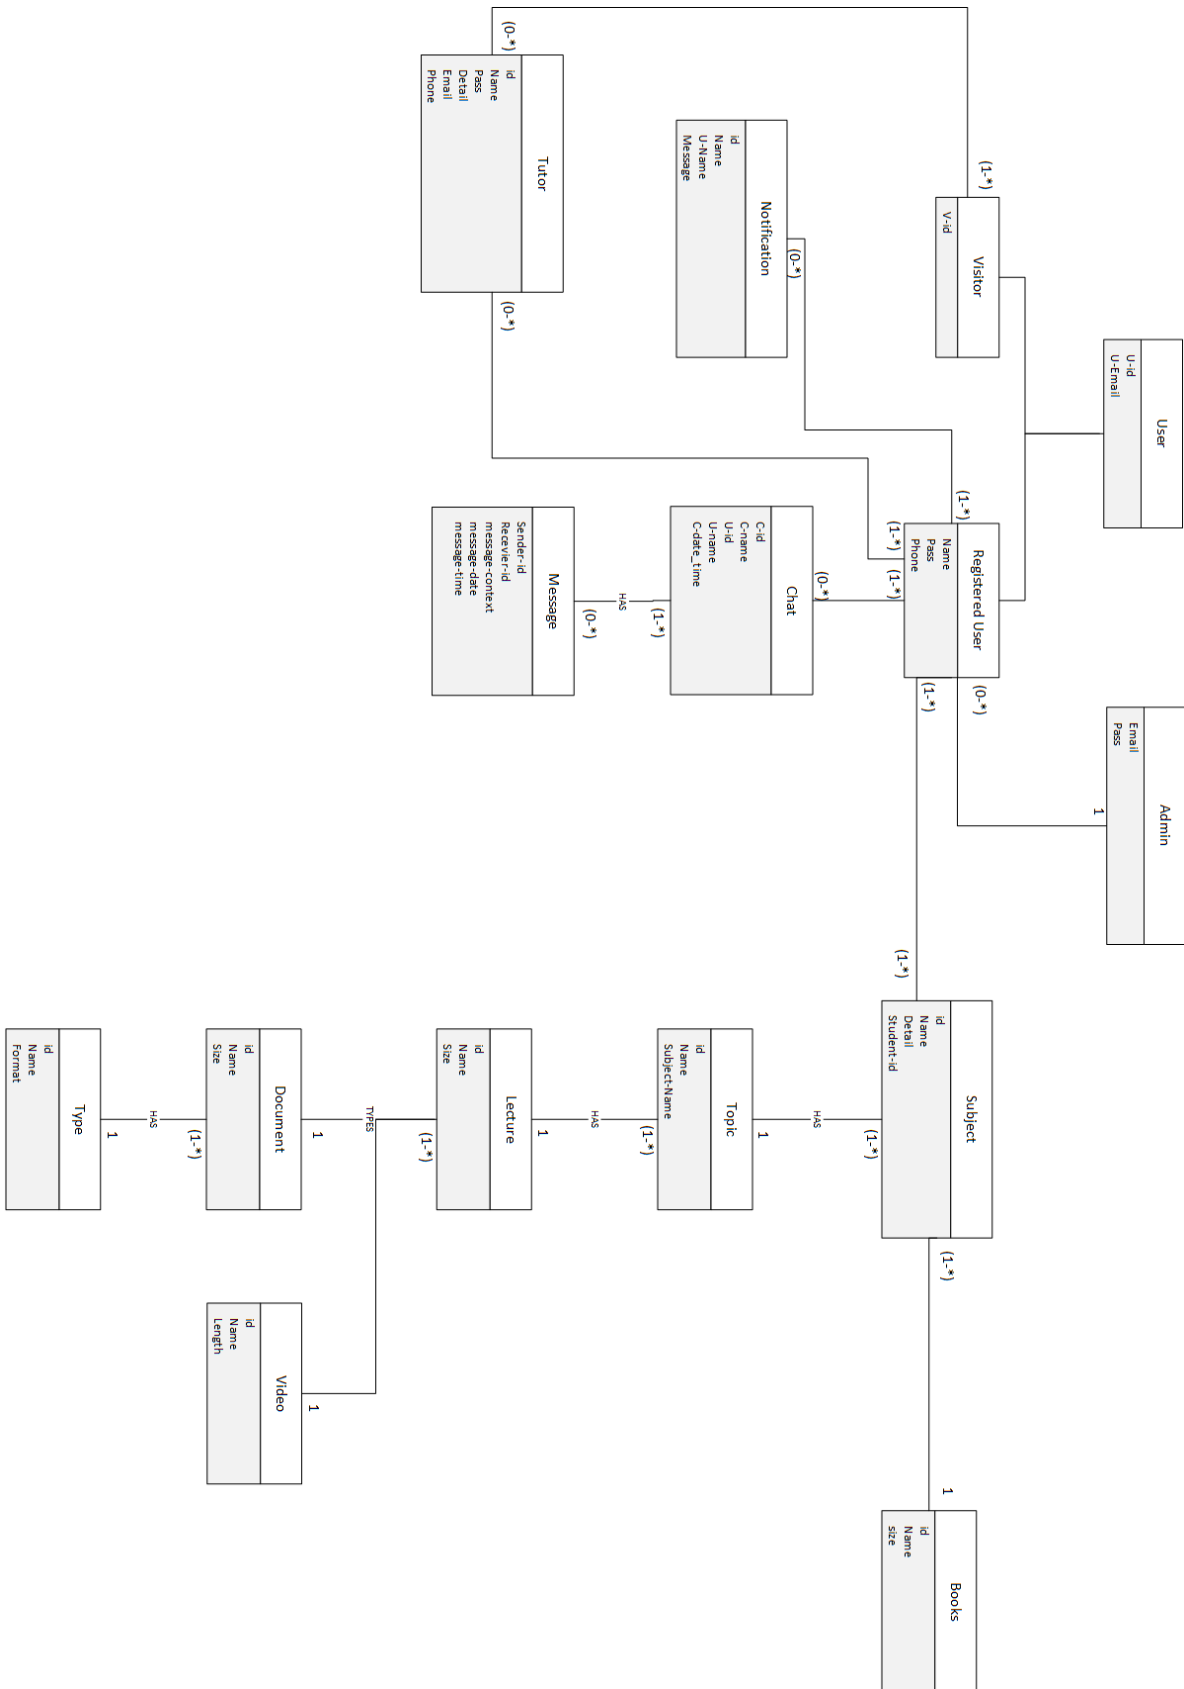 User
U-id
U-Email
Admin
Email
Pass
(1-*)
Visitor
V-id
(1-*)
Registered User
Name
Pass
Phone
(0-*)
(1-*)
(1-*)
(1-*)
1
(0-*)
Notification
id
Name
U-Name
Message
(0-*)
Chat
C-id
C-name
U-id
U-name
C-date_time
(1-*)
HAS
(0-*)
Message
Sender-id
Recevier-id
message-context
message-date
message-time
(0-*)
Tutor
id
Name
Pass
Detail
Email
Phone
(0-*)
(1-*)
Subject
id
Name
Detail
Student-id
(1-*)
1
Books
id
Name
size
(1-*)
HAS
1
Topic
id
Name
Subject-Name
(1-*)
HAS
1
Lecture
id
Name
Size
(1-*)
TYPES
1
Document
id
Name
Size
1
Video
id
Name
Length
(1-*)
HAS
1
Type
id
Name
Format